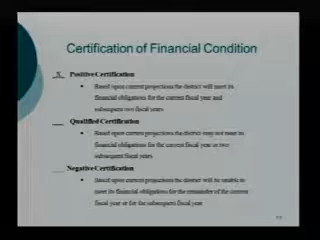 Certification of Financial Condition
X Positive Certification
• Based upon current projections the district will meet its
financial obligations for the current fiscal year and
subsequent two fiscal years
___ Qualified Certification
• Based upon current projections the district may not meet its
financial obligations for the current fiscal year or two
subsequent fiscal years
___ Negative Certification
• Based upon current projections the district will be unable to
meet its financial obligations for the remainder of the current
fiscal year or for the subsequent fiscal year